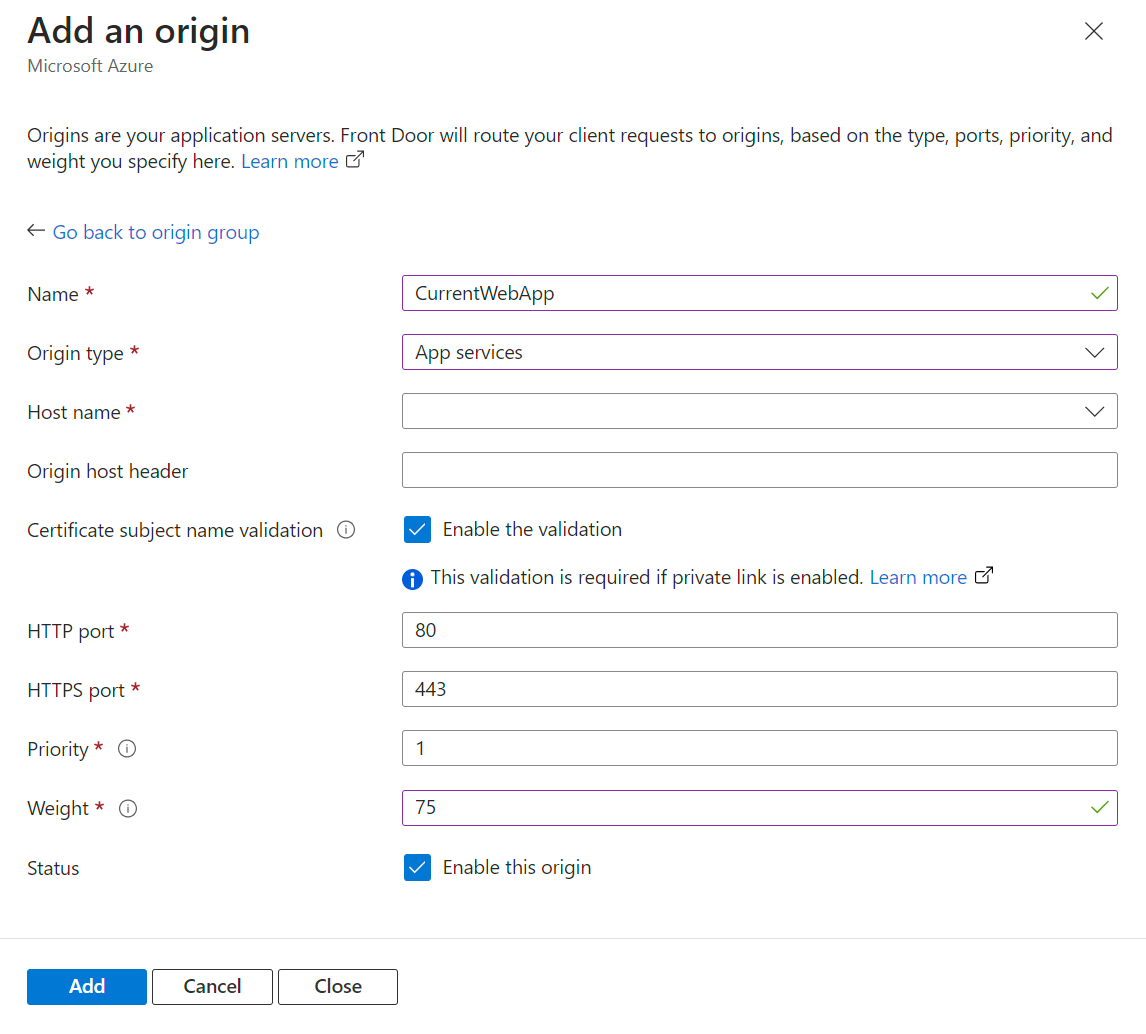 Add an origin
Microsoft Azure
Origins are your application servers. Front Door will route your client requests to origins, based on the type, ports, priority, and
weight you specify here. Learn more
Go back to origin group
Name * CurrentWebApp
Origin type * App services
Host name *
Origin host header
Certificate subject name validation Enable the validation
This validation is required if private link is enabled. Learn more
HTTP port * 80
HTTPS port * 443
Priority * 1
Weight * 75
Status Enable this origin
Add Cancel Close